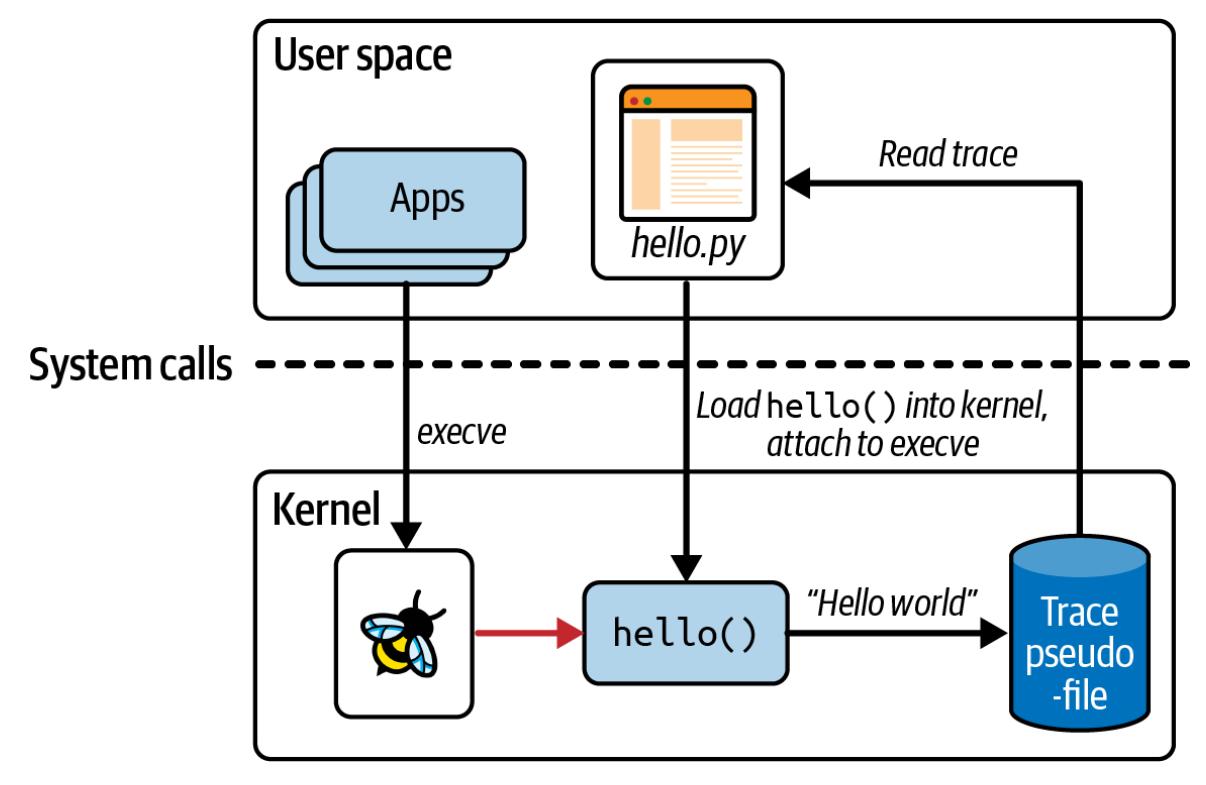 User space
Apps
hello.py
Read trace
System calls
execve
Load hello() into kernel,
attach to execve
Kernel
hello()
“Hello world”
Trace
pseudo
-file